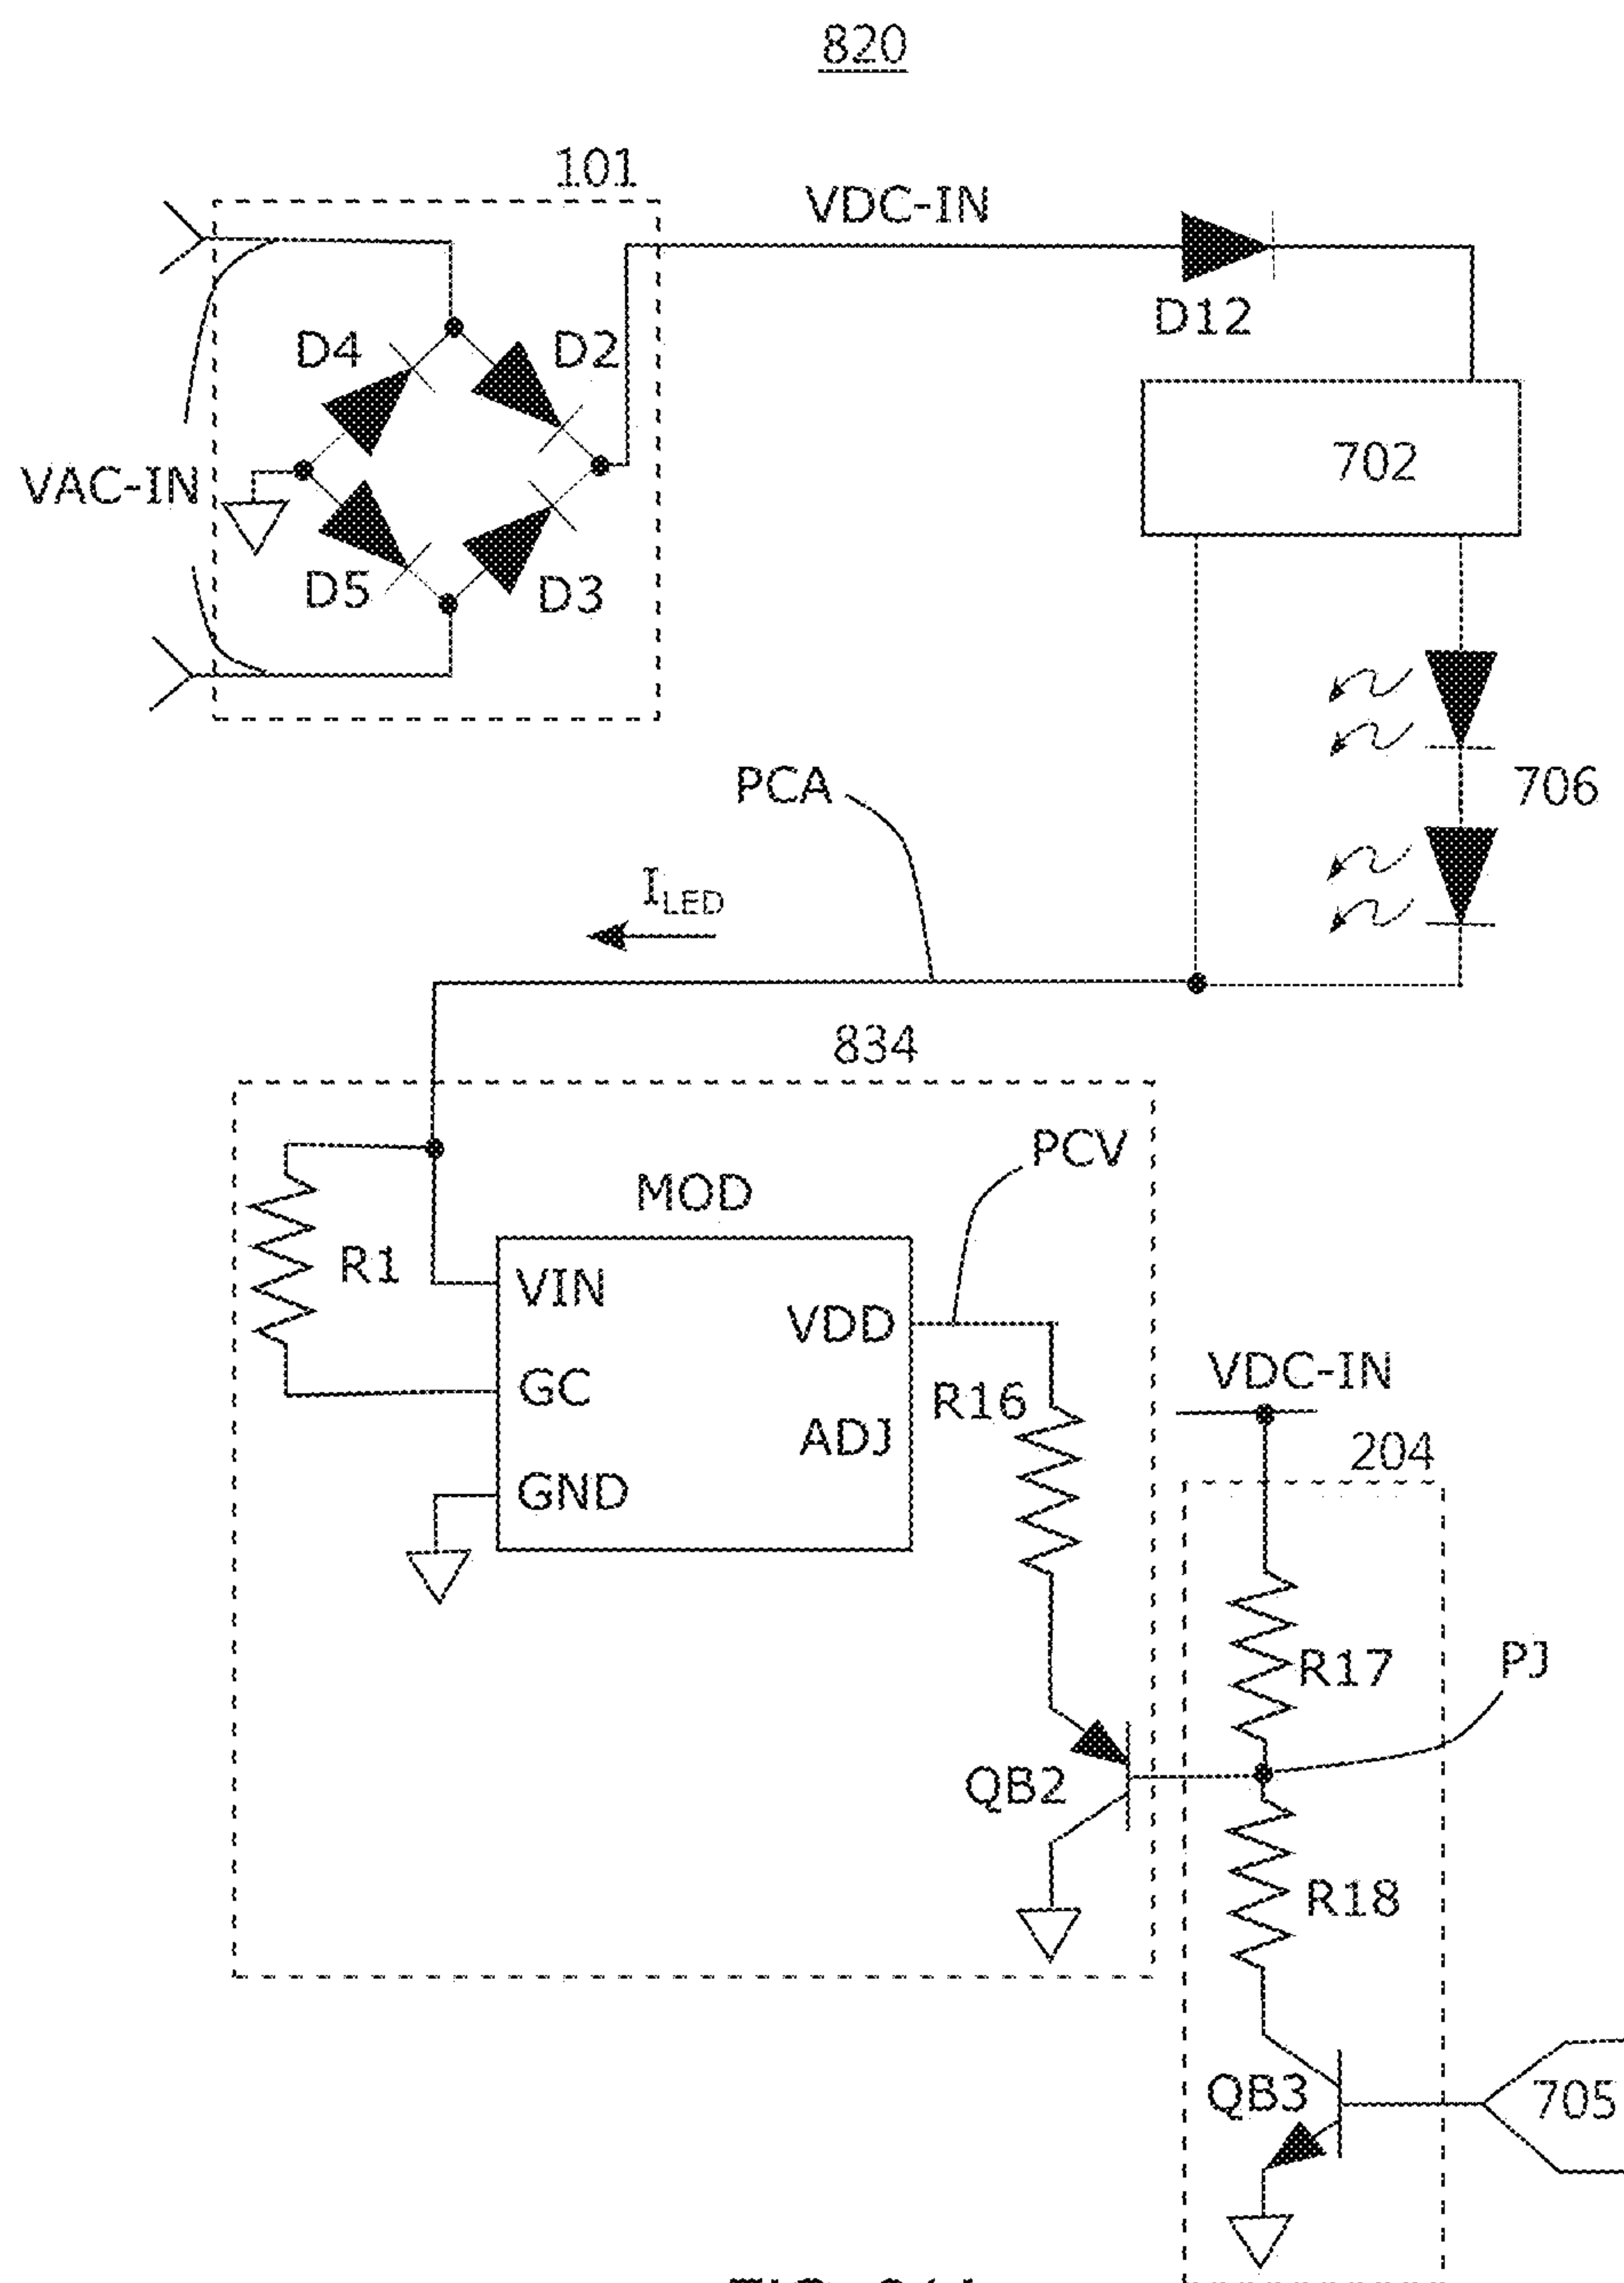 820
101
VDC-IN
D12
D4
D2
VAC-IN
702
D5
D3
706
PCA
I_LED
834
PCV
MOD
R1
VIN
VDD
GC
R16
VDC-IN
ADJ
204
GND
R17
PJ
QB2
R18
QB3
705